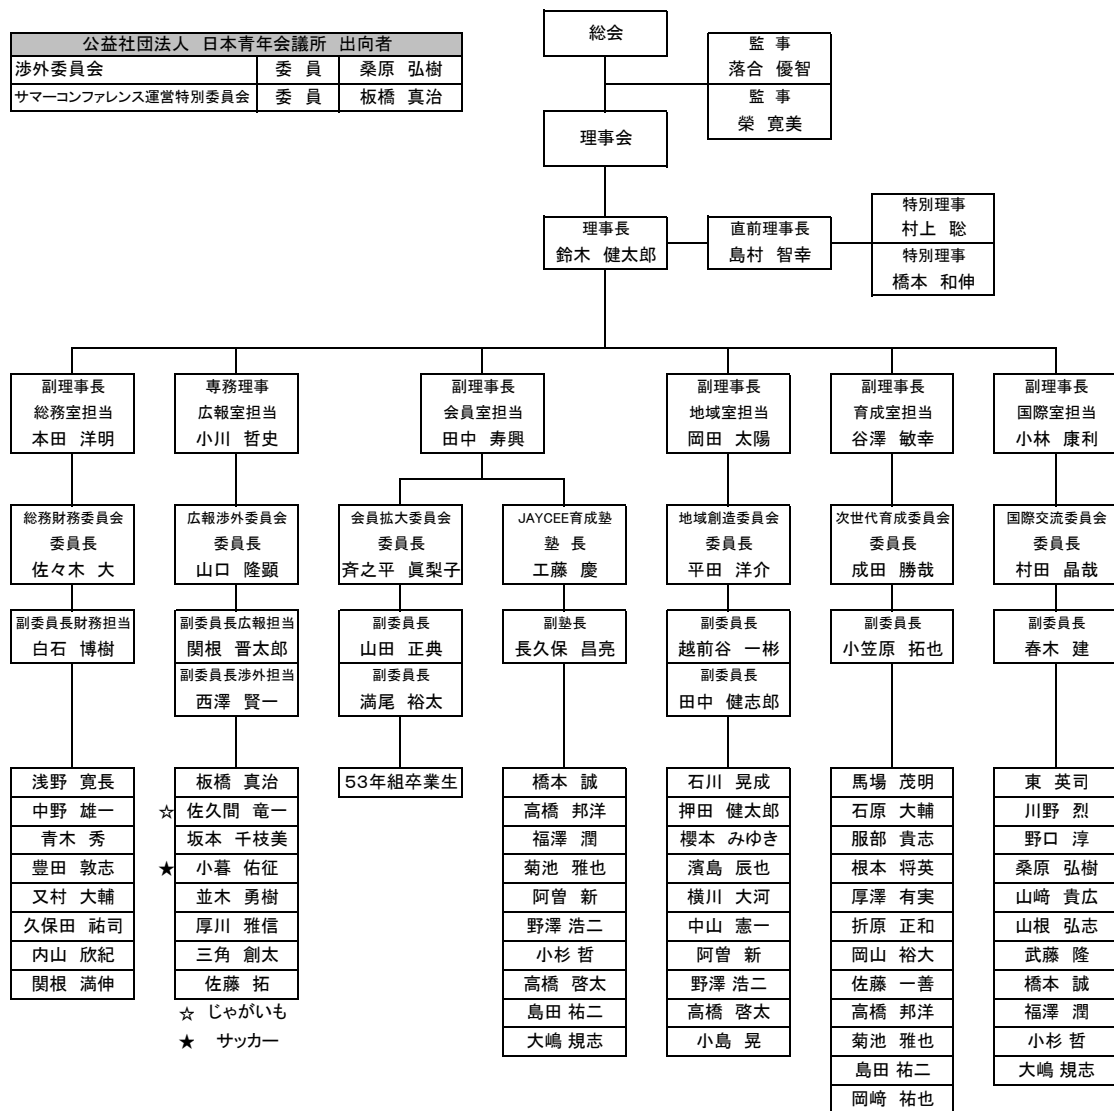 公益社団法人 日本青年会議所 出向者
渉外委員会 委 員 桑原 弘樹
サマーコンファレンス運営特別委員会 委 員 板橋 真治
総会
監 事
落合 優智
監 事
榮 寛美
理事会
理事長
鈴木 健太郎
直前理事長
島村 智幸
特別理事
村上 聡
特別理事
橋本 和伸
副理事長
総務室担当
本田 洋明
専務理事
広報室担当
小川 哲史
副理事長
会員室担当
田中 寿興
副理事長
地域室担当
岡田 太陽
副理事長
育成室担当
谷澤 敏幸
副理事長
国際室担当
小林 康利
総務財務委員会
委員長
佐々木 大
広報渉外委員会
委員長
山口 隆顕
会員拡大委員会
委員長
斉之平 眞梨子
JAYCEE育成塾
塾 長
工藤 慶
地域創造委員会
委員長
平田 洋介
次世代育成委員会
委員長
成田 勝哉
国際交流委員会
委員長
村田 晶哉
副委員長財務担当
白石 博樹
副委員長広報担当
関根 晋太郎
副委員長渉外担当
西澤 賢一
副委員長
山田 正典
副委員長
満尾 裕太
副塾長
長久保 昌亮
副委員長
越前谷 一彬
副委員長
田中 健志郎
副委員長
小笠原 拓也
副委員長
春木 建
浅野 寛長
中野 雄一
青木 秀
豊田 敦志
又村 大輔
久保田 祐司
内山 欣紀
関根 満伸
板橋 真治
☆ 佐久間 竜一
坂本 千枝美
★ 小暮 佑征
並木 勇樹
厚川 雅信
三角 創太
佐藤 拓
☆ じゃがいも
★ サッカー
53年組卒業生
橋本 誠
高橋 邦洋
福澤 潤
菊池 雅也
阿曽 新
野澤 浩二
小杉 哲
高橋 啓太
島田 祐二
大嶋 規志
石川 晃成
押田 健太郎
櫻本 みゆき
濱島 辰也
横川 大河
中山 憲一
阿曽 新
野澤 浩二
高橋 啓太
小島 晃
馬場 茂明
石原 大輔
服部 貴志
根本 将英
厚澤 有実
折原 正和
岡山 裕大
佐藤 一善
高橋 邦洋
菊池 雅也
島田 祐二
岡﨑 祐也
東 英司
川野 烈
野口 淳
桑原 弘樹
山﨑 貴広
山根 弘志
武藤 隆
橋本 誠
福澤 潤
小杉 哲
大嶋 規志